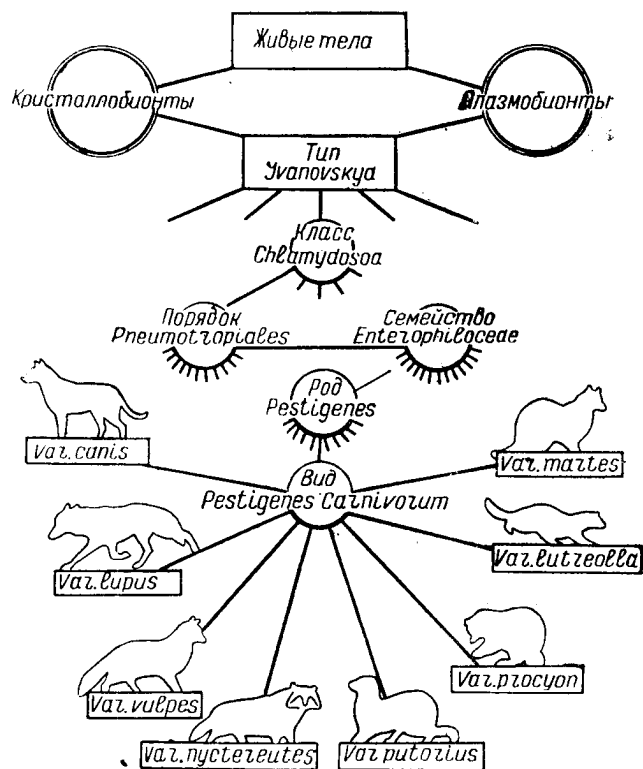 Живые тела
Кристаллобионты
Плазмобионты
Тип
Yvanovskya
Класс
Chlamydosoa
Порядок
Pneumotropiales
Семейство
Enterophiloceae
Род
Pestigenes
Var. canis
Вид
Pestigenes Carnivorum
Var. martes
Var. lupus
Var. lutreolla
Var. vulpes
Var. procyon
Var. nyctereutes
Var. putorius